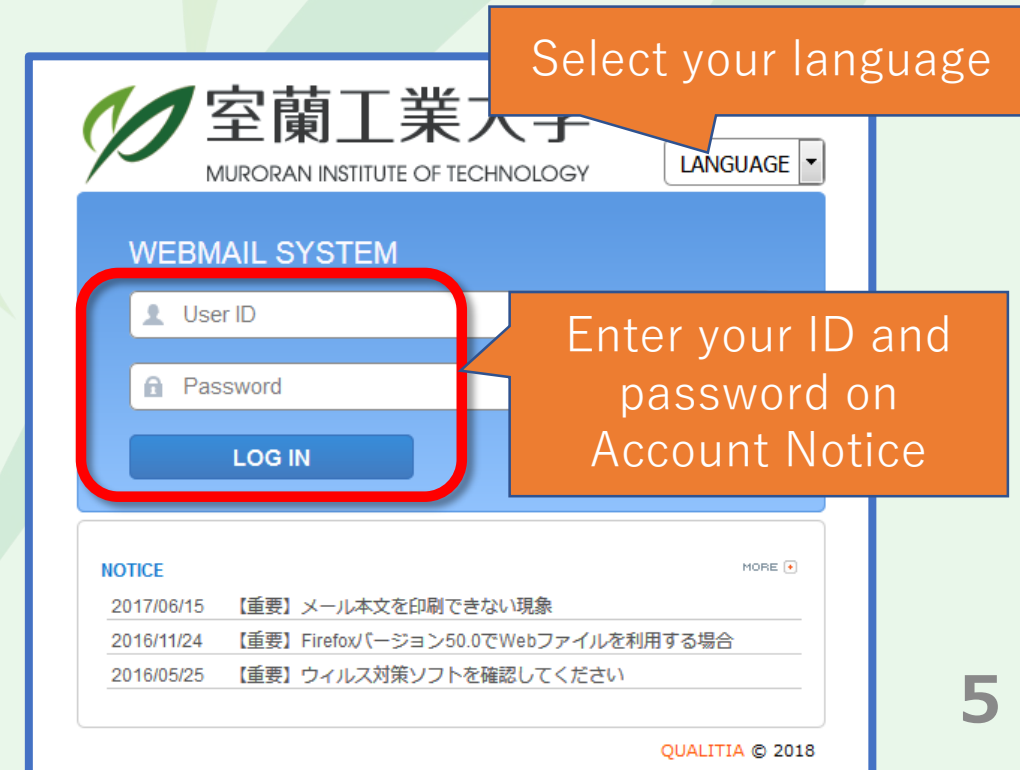 Select your language
室蘭工業大学
MURORAN INSTITUTE OF TECHNOLOGY
LANGUAGE
WEBMAIL SYSTEM
User ID
Password
LOG IN
Enter your ID and
password on
Account Notice
NOTICE
MORE
2017/06/15 【重要】メール本文を印刷できない現象
2016/11/24 【重要】Firefoxバージョン50.0でWebファイルを利用する場合
2016/05/25 【重要】ウィルス対策ソフトを確認してください
5
QUALITIA © 2018